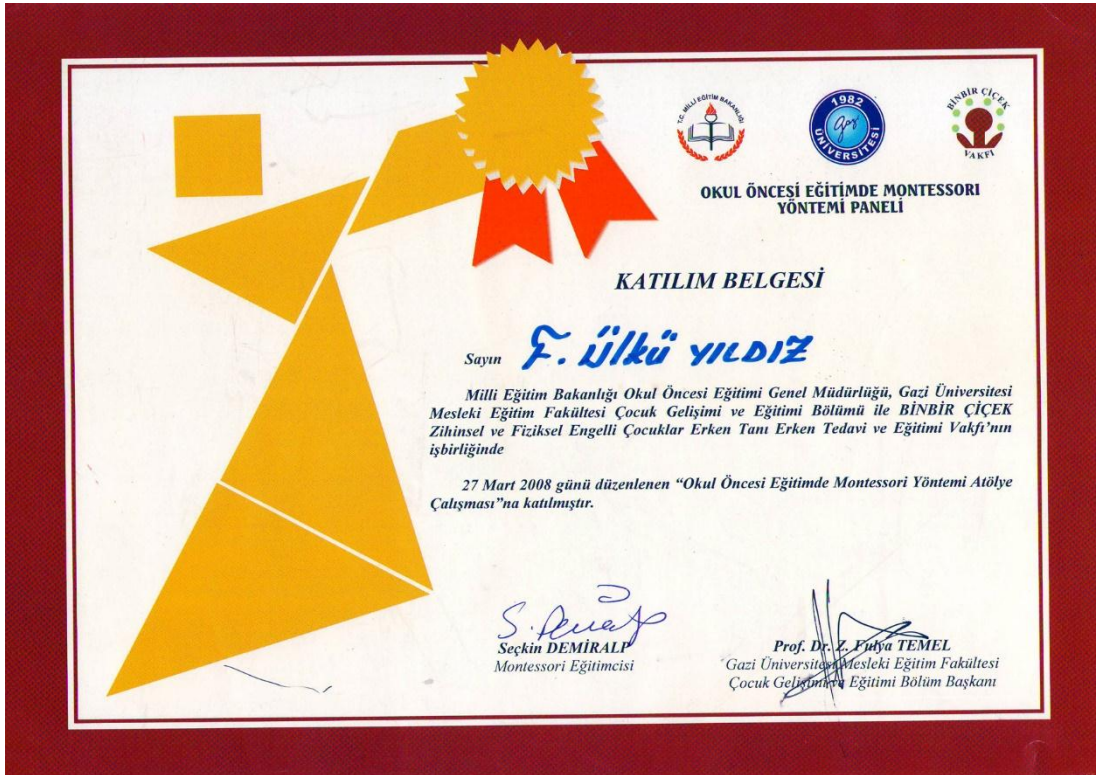 T.C. MİLLİ EĞİTİM BAKANLIĞI
1982
Gazi
ÜNİVERSİTESİ
BİNBİR ÇİÇEK
VAKFI
OKUL ÖNCESİ EĞİTİMDE MONTESSORI
YÖNTEMİ PANELİ
KATILIM BELGESİ
Sayın F. Ülkü YILDIZ
Milli Eğitim Bakanlığı Okul Öncesi Eğitimi Genel Müdürlüğü, Gazi Üniversitesi
Mesleki Eğitim Fakültesi Çocuk Gelişimi ve Eğitimi Bölümü ile BİNBİR ÇİÇEK
Zihinsel ve Fiziksel Engelli Çocuklar Erken Tanı Erken Tedavi ve Eğitimi Vakfı'nın
işbirliğinde
27 Mart 2008 günü düzenlenen “Okul Öncesi Eğitimde Montessori Yöntemi Atölye
Çalışması”na katılmıştır.
Seçkin DEMİRALP
Montessori Eğitimcisi
Prof. Dr. Z. Fulya TEMEL
Gazi Üniversitesi Mesleki Eğitim Fakültesi
Çocuk Gelişimi ve Eğitimi Bölüm Başkanı